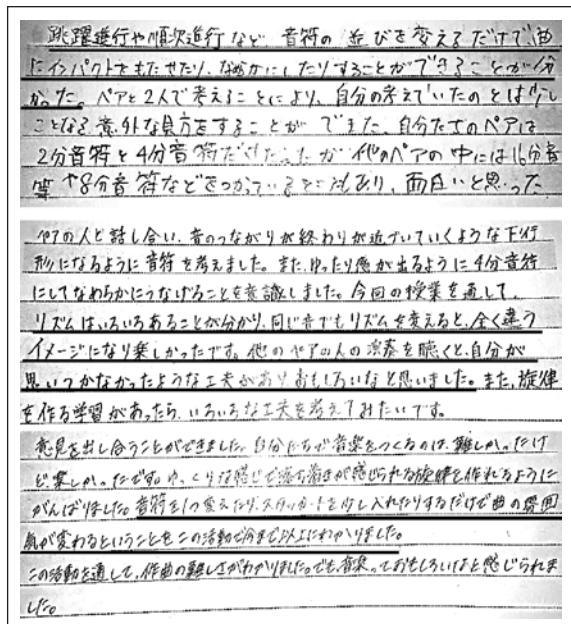 跳躍進行や順次進行など 音符の並びを変えるだけで、曲
にインパクトをもたせたり、なめらかにしたりすることができることが分
かった。ペアと2人で考えることにより、自分の考えていたのとは少し
ことなる意外な見方をすることができた。自分たちのペアは
2分音符と4分音符だけだったが他のペアの中には16分音
符や8分音符などをつかっているところもあり、面白いと思った
ペアの人と話し合い、音のつながりが終わりが近づいていくような下行
形になるように音符を考えました。また、ゆったり感が出るように4分音符
にしてなめらかにつなげることを意識しました。今回の授業を通して、
リズムはいろいろあることが分かり、同じ音でもリズムを変えると、全く違う
イメージになり楽しかったです。他のペアの人の演奏を聴くと、自分が
思いつかなかったような工夫があり、おもしろいなと思いました。また、旋律
を作る学習があったら、いろいろな工夫を考えてみたいです。
意見を出し合うことができました。自分たちで音楽をつくるのは、難しかったけ
ど楽しかったです。ゆっくりな感じで落ち着きが感じられる旋律を作れるように
がんばりました。音符を1つ変えたり、スタッカートを少し入れたりするだけで曲の雰囲
気が変わるということをこの活動で今まで以上にわかりました。
この活動を通して、作曲の難しさがわかりました。でも、音楽っておもしろいなと感じられま
した。